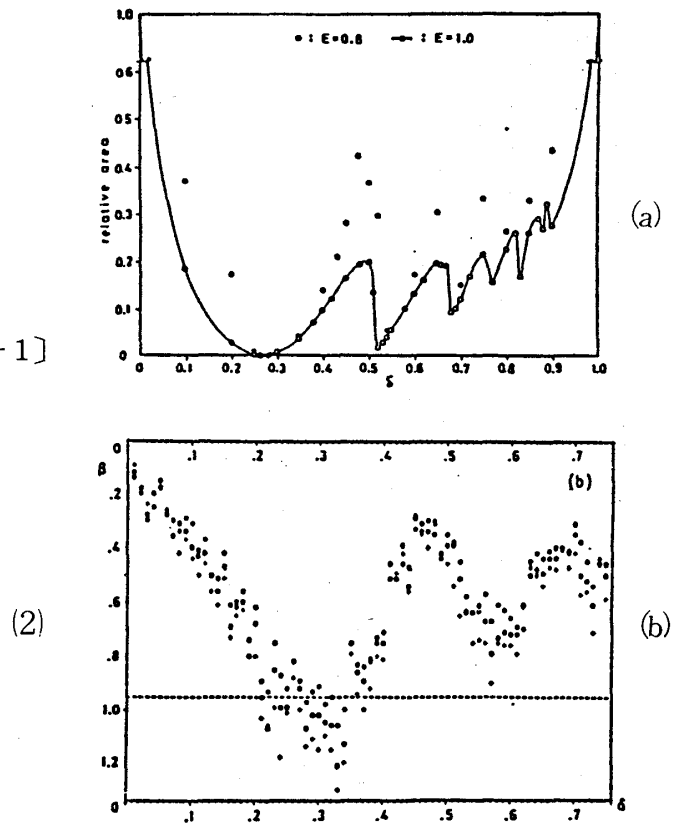 1.0
• : E=0.8 —o— : E=1.0
0.6
0.5
0.4
0.3
0.2
0.1
0
relative area
(a)
-1]
0 0.1 0.2 0.3 0.4 0.5 0.6 0.7 0.8 0.9 1.0
S
0
β
.1 .2 .3 .4 .5 .6 .7
(b)
.2
.4
.6
.8
1.0
1.2
0
(2)
(b)
.1 .2 .3 .4 .5 .6 .7 6